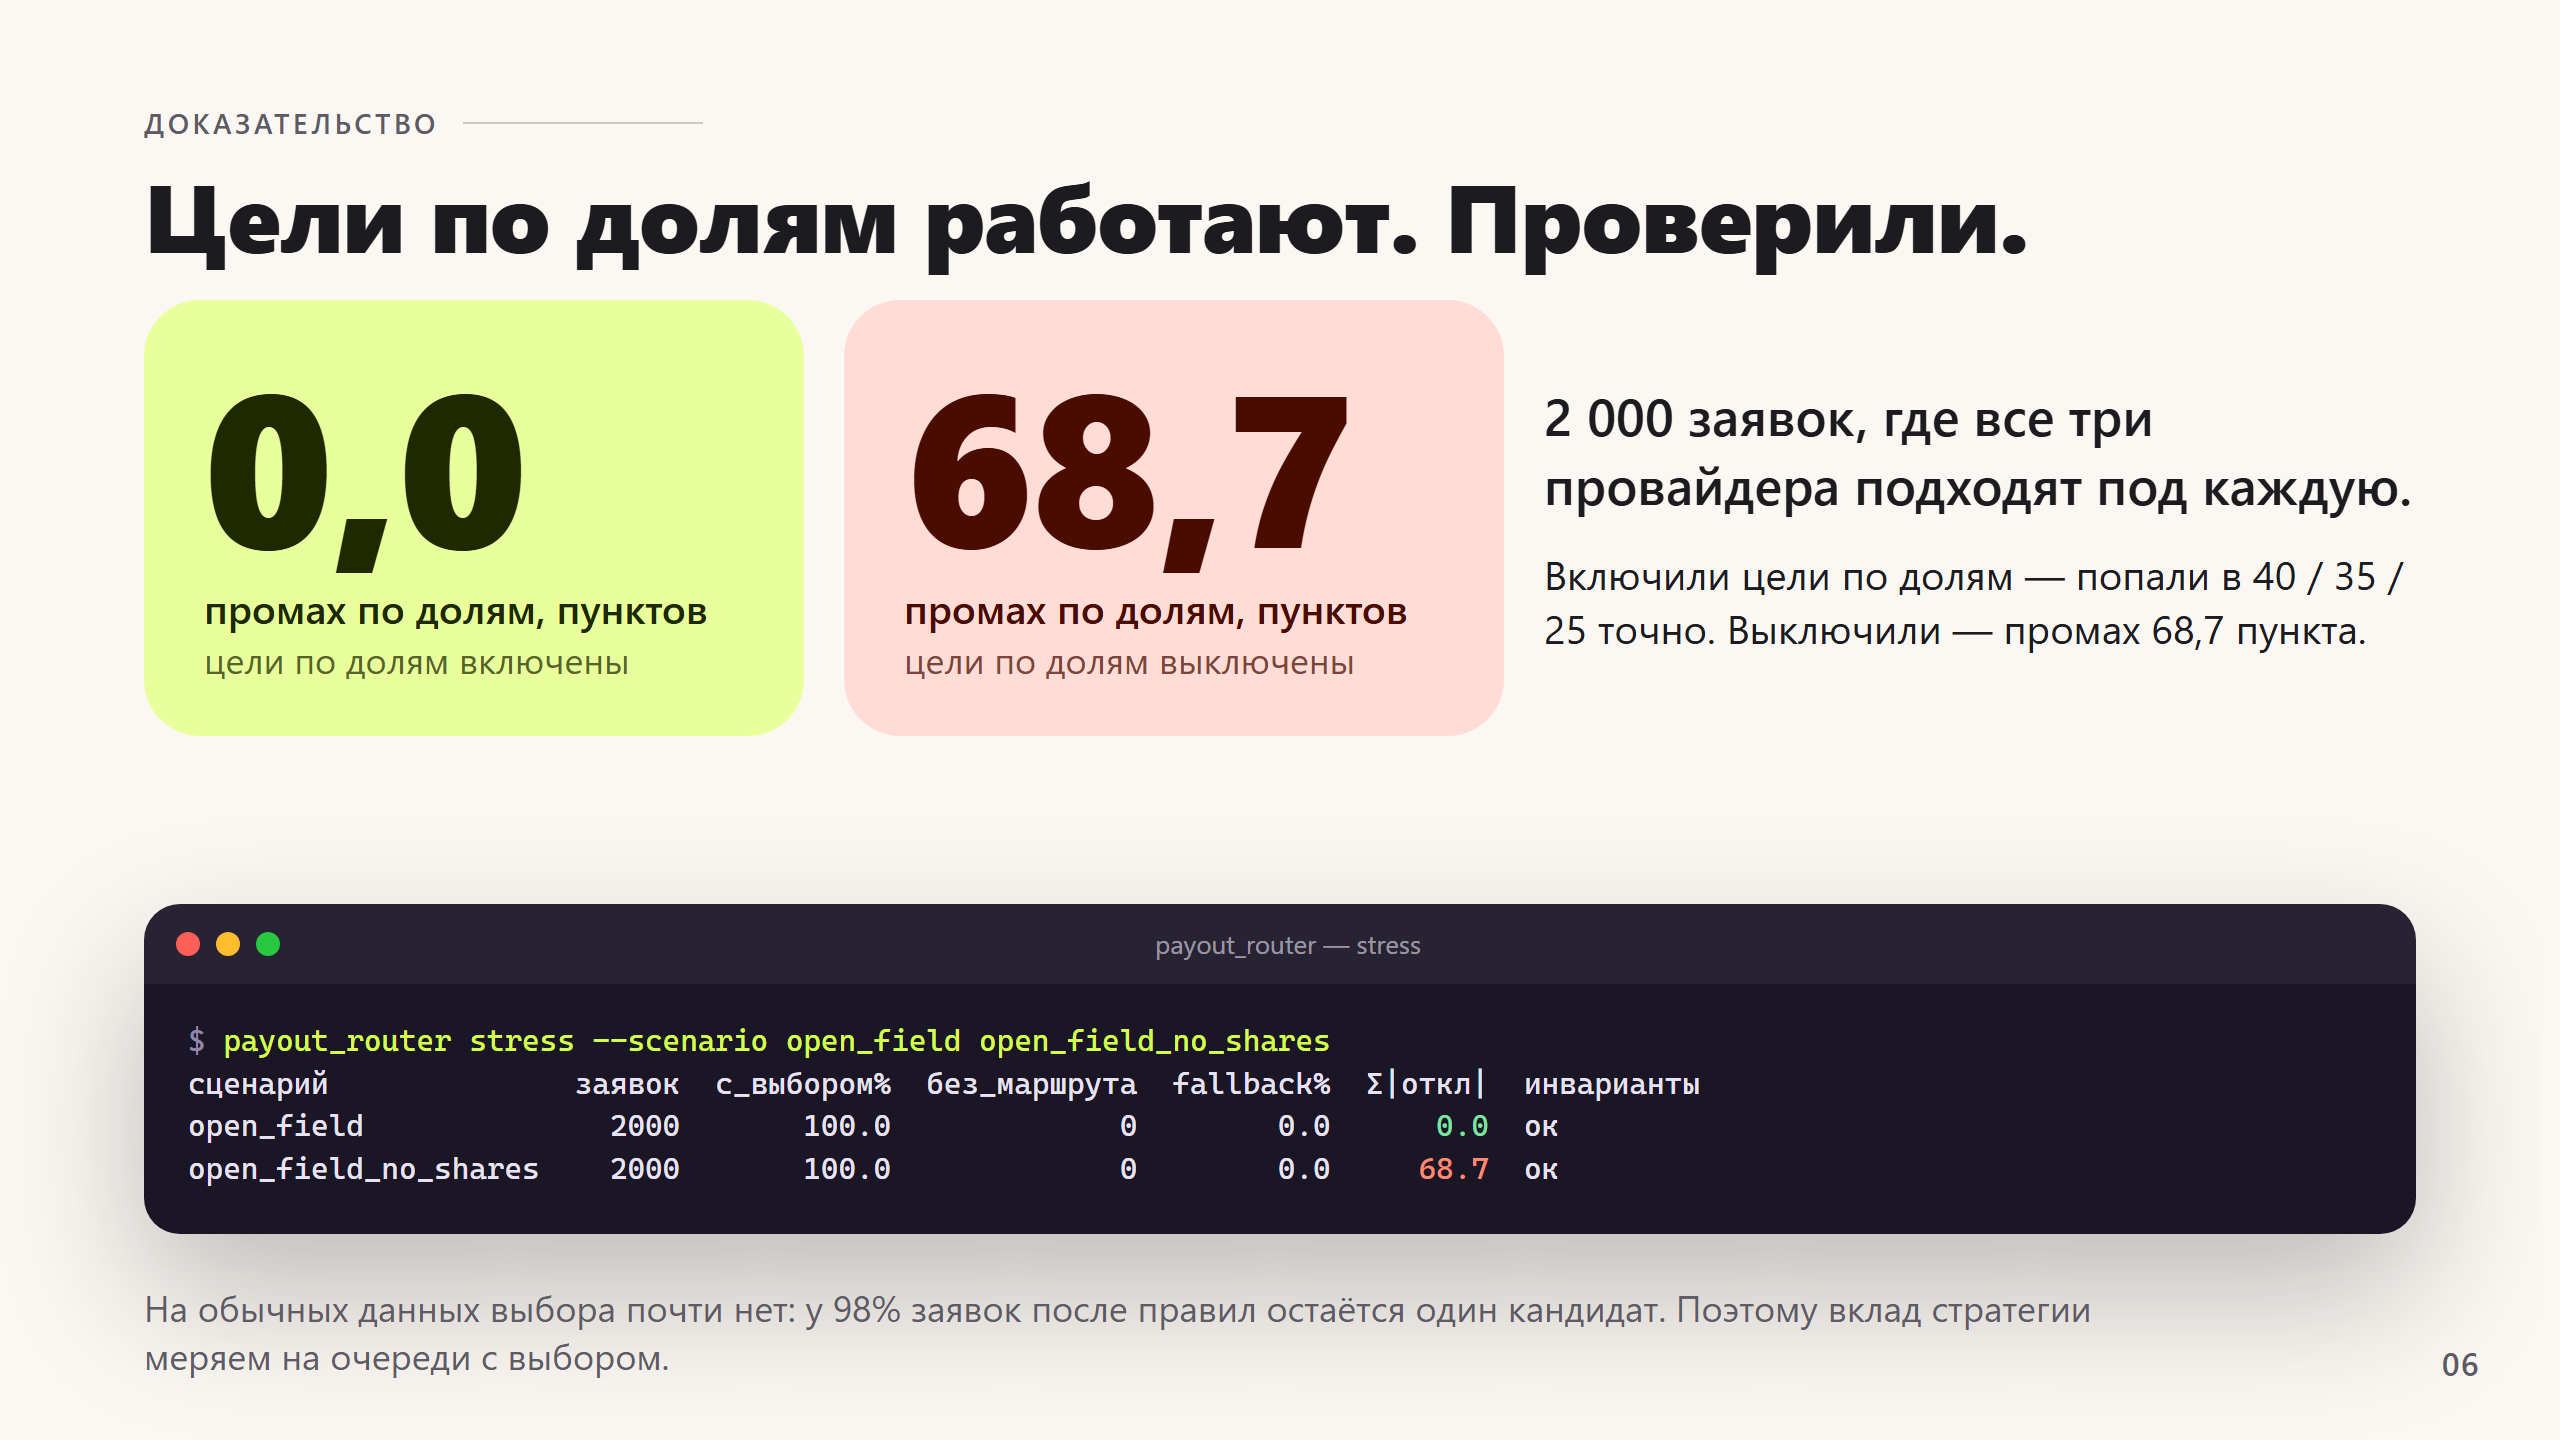 ДОКАЗАТЕЛЬСТВО
Цели по долям работают. Проверили.
0,0
промах по долям, пунктов
цели по долям включены
68,7
промах по долям, пунктов
цели по долям выключены
2 000 заявок, где все три
провайдера подходят под каждую.
Включили цели по долям — попали в 40 / 35 /
25 точно. Выключили — промах 68,7 пункта.
payout_router — stress
$ payout_router stress --scenario open_field open_field_no_shares
сценарий заявок с_выбором% без_маршрута fallback% Σ|откл| инварианты
open_field 2000 100.0 0 0.0 0.0 ок
open_field_no_shares 2000 100.0 0 0.0 68.7 ок
На обычных данных выбора почти нет: у 98% заявок после правил остаётся один кандидат. Поэтому вклад стратегии
меряем на очереди с выбором.
06